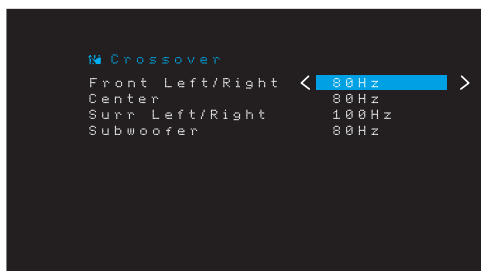 Crossover
Front Left/Right < 80Hz >
Center 80Hz
Surr Left/Right 100Hz
Subwoofer 80Hz